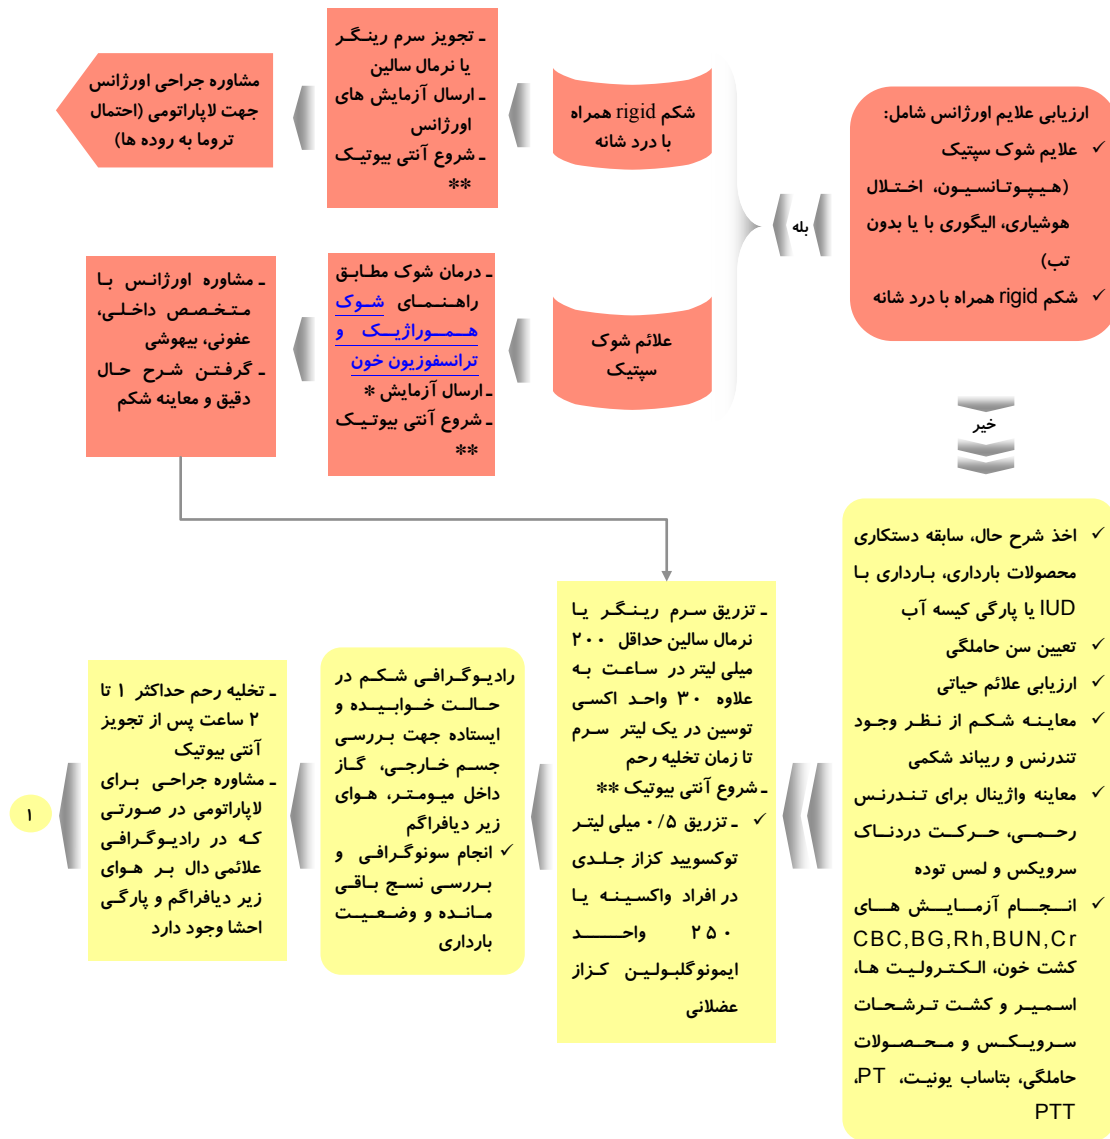 ارزیابی علایم اورژانس شامل:
✓ علایم شوک سپتیک
(هیپوتانسیون، اختلال
هوشیاری، الیگوری با یا بدون
تب)
✓ شکم rigid همراه با درد شانه
بله
شکم rigid همراه
با درد شانه
ـ تجویز سرم رینگر
یا نرمال سالین
ـ ارسال آزمایش های
اورژانس
ـ شروع آنتی بیوتیک
**
مشاوره جراحی اورژانس
جهت لاپاراتومی (احتمال
تروما به روده ها)
علائم شوک
سپتیک
ـ درمان شوک مطابق
راهنمای شوک
هموراژیک و
ترانسفوزیون خون
ـ ارسال آزمایش *
ـ شروع آنتی بیوتیک
**
ـ مشاوره اورژانس با
متخصص داخلی،
عفونی، بیهوشی
ـ گرفتن شرح حال
دقیق و معاینه شکم
خیر
✓ اخذ شرح حال، سابقه دستکاری
محصولات بارداری، بارداری با
IUD یا پارگی کیسه آب
✓ تعیین سن حاملگی
✓ ارزیابی علائم حیاتی
✓ معاینه شکم از نظر وجود
تندرنس و ریباند شکمی
✓ معاینه واژینال برای تندرنس
رحمی، حرکت دردناک
سرویکس و لمس توده
✓ انجام آزمایش های
CBC,BG,Rh,BUN,Cr
کشت خون، الکترولیت ها،
اسمیر و کشت ترشحات
سرویکس و محصولات
حاملگی، بتاساب یونیت، PT،
PTT
ـ تزریق سرم رینگر یا
نرمال سالین حداقل ۲۰۰
میلی لیتر در ساعت به
علاوه ۳۰ واحد اکسی
توسین در یک لیتر سرم
تا زمان تخلیه رحم
ـ شروع آنتی بیوتیک **
✓ ـ تزریق ۰/۵ میلی لیتر
توکسویید کزاز جلدی
در افراد واکسینه یا
۲۵۰ واحد
ایمونوگلبولین کزاز
عضلانی
رادیوگرافی شکم در
حالت خوابیده و
ایستاده جهت بررسی
جسم خارجی، گاز
داخل میومتر، هوای
زیر دیافراگم
✓ انجام سونوگرافی و
بررسی نسج باقی
مانده و وضعیت
بارداری
ـ تخلیه رحم حداکثر ۱ تا
۲ ساعت پس از تجویز
آنتی بیوتیک
ـ مشاوره جراحی برای
لاپاراتومی در صورتی
که در رادیوگرافی
علائمی دال بر هوای
زیر دیافراگم و پارگی
احشا وجود دارد
۱